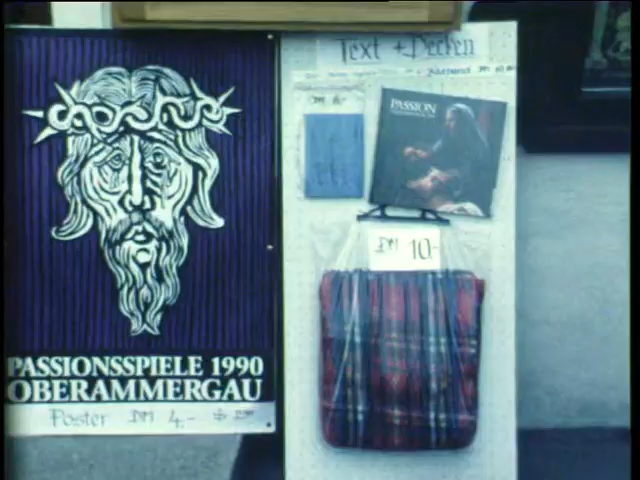 PASSIONSSPIELE 1990
OBERAMMERGAU
Poster DM 4.-
Text + Decken
PASSION
DM 10.-